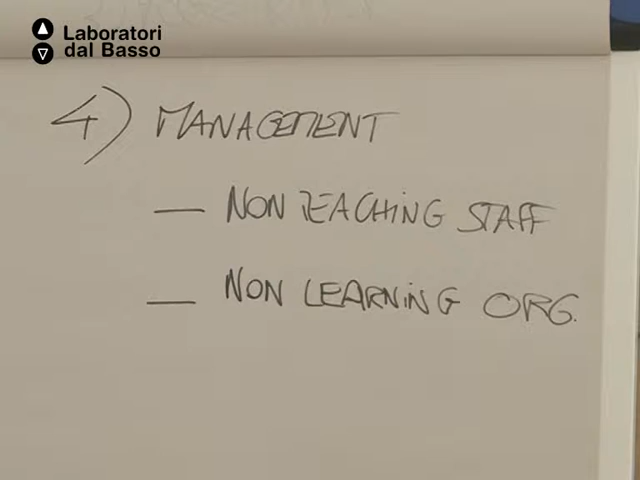 Laboratori
dal Basso
4) MANAGEMENT
— NON TEACHING STAFF
— NON LEARNING ORG.